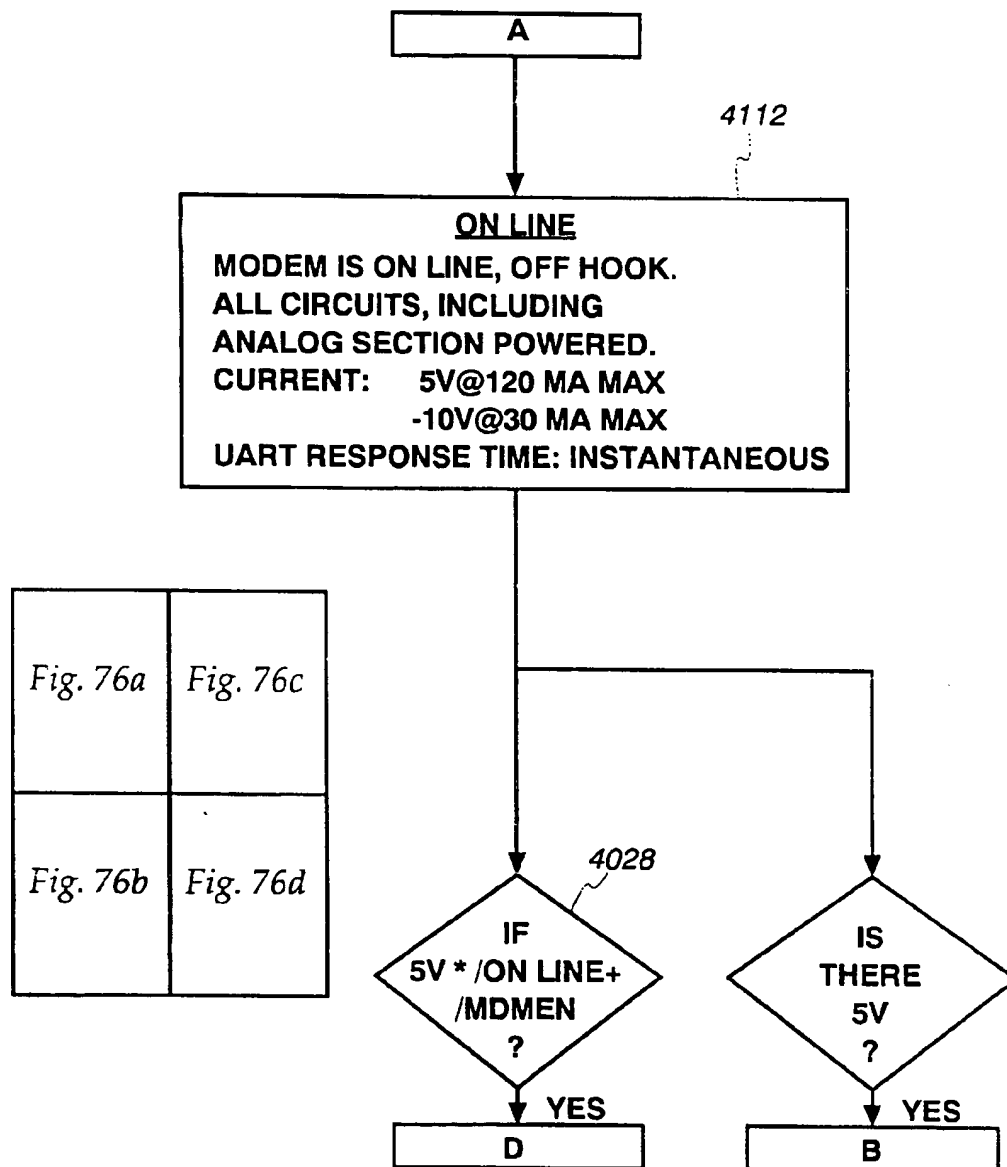 A
4112
ON LINE
MODEM IS ON LINE, OFF HOOK.
ALL CIRCUITS, INCLUDING
ANALOG SECTION POWERED.
CURRENT: 5V@120 MA MAX
-10V@30 MA MAX
UART RESPONSE TIME: INSTANTANEOUS
Fig. 76a Fig. 76c
Fig. 76b Fig. 76d
4028
IF
5V * /ON LINE+
/MDMEN
?
YES
D
IS
THERE
5V
?
YES
B